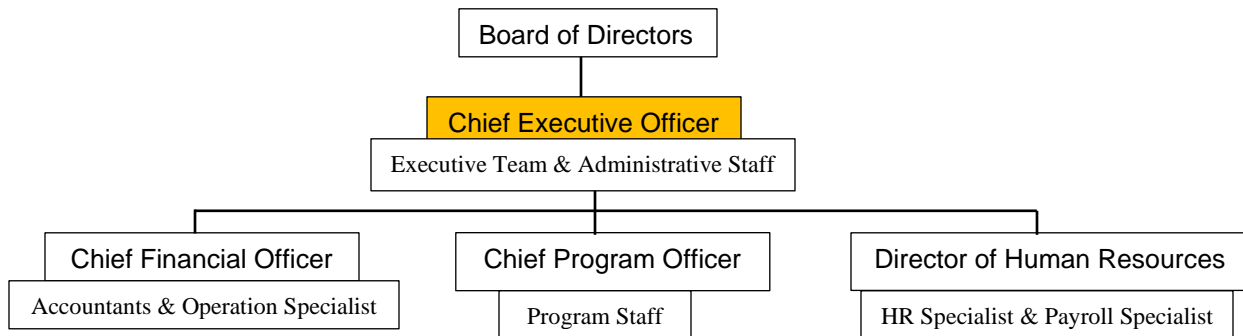 Board of Directors
Chief Executive Officer
Executive Team & Administrative Staff
Chief Financial Officer
Accountants & Operation Specialist
Chief Program Officer
Program Staff
Director of Human Resources
HR Specialist & Payroll Specialist